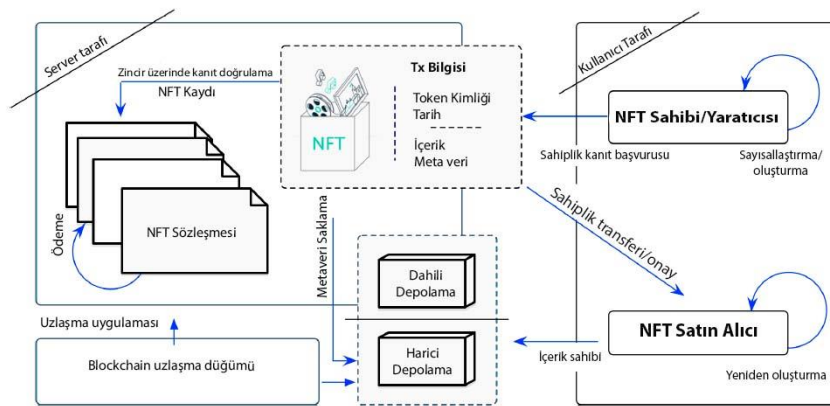 Server tarafı
Kullanıcı Tarafı
Zincir üzerinde kanıt doğrulama
NFT Kaydı
NFT
Tx Bilgisi
Token Kimliği
Tarih
İçerik
Meta veri
NFT Sahibi/Yaratıcısı
Sahiplik kanıt başvurusu
Sayısallaştırma/
oluşturma
Ödeme
NFT Sözleşmesi
Metaveri Saklama
Sahiplik transferi/onay
Dahili
Depolama
Harici
Depolama
NFT Satın Alıcı
İçerik sahibi
Yeniden oluşturma
Uzlaşma uygulaması
Blockchain uzlaşma düğümü